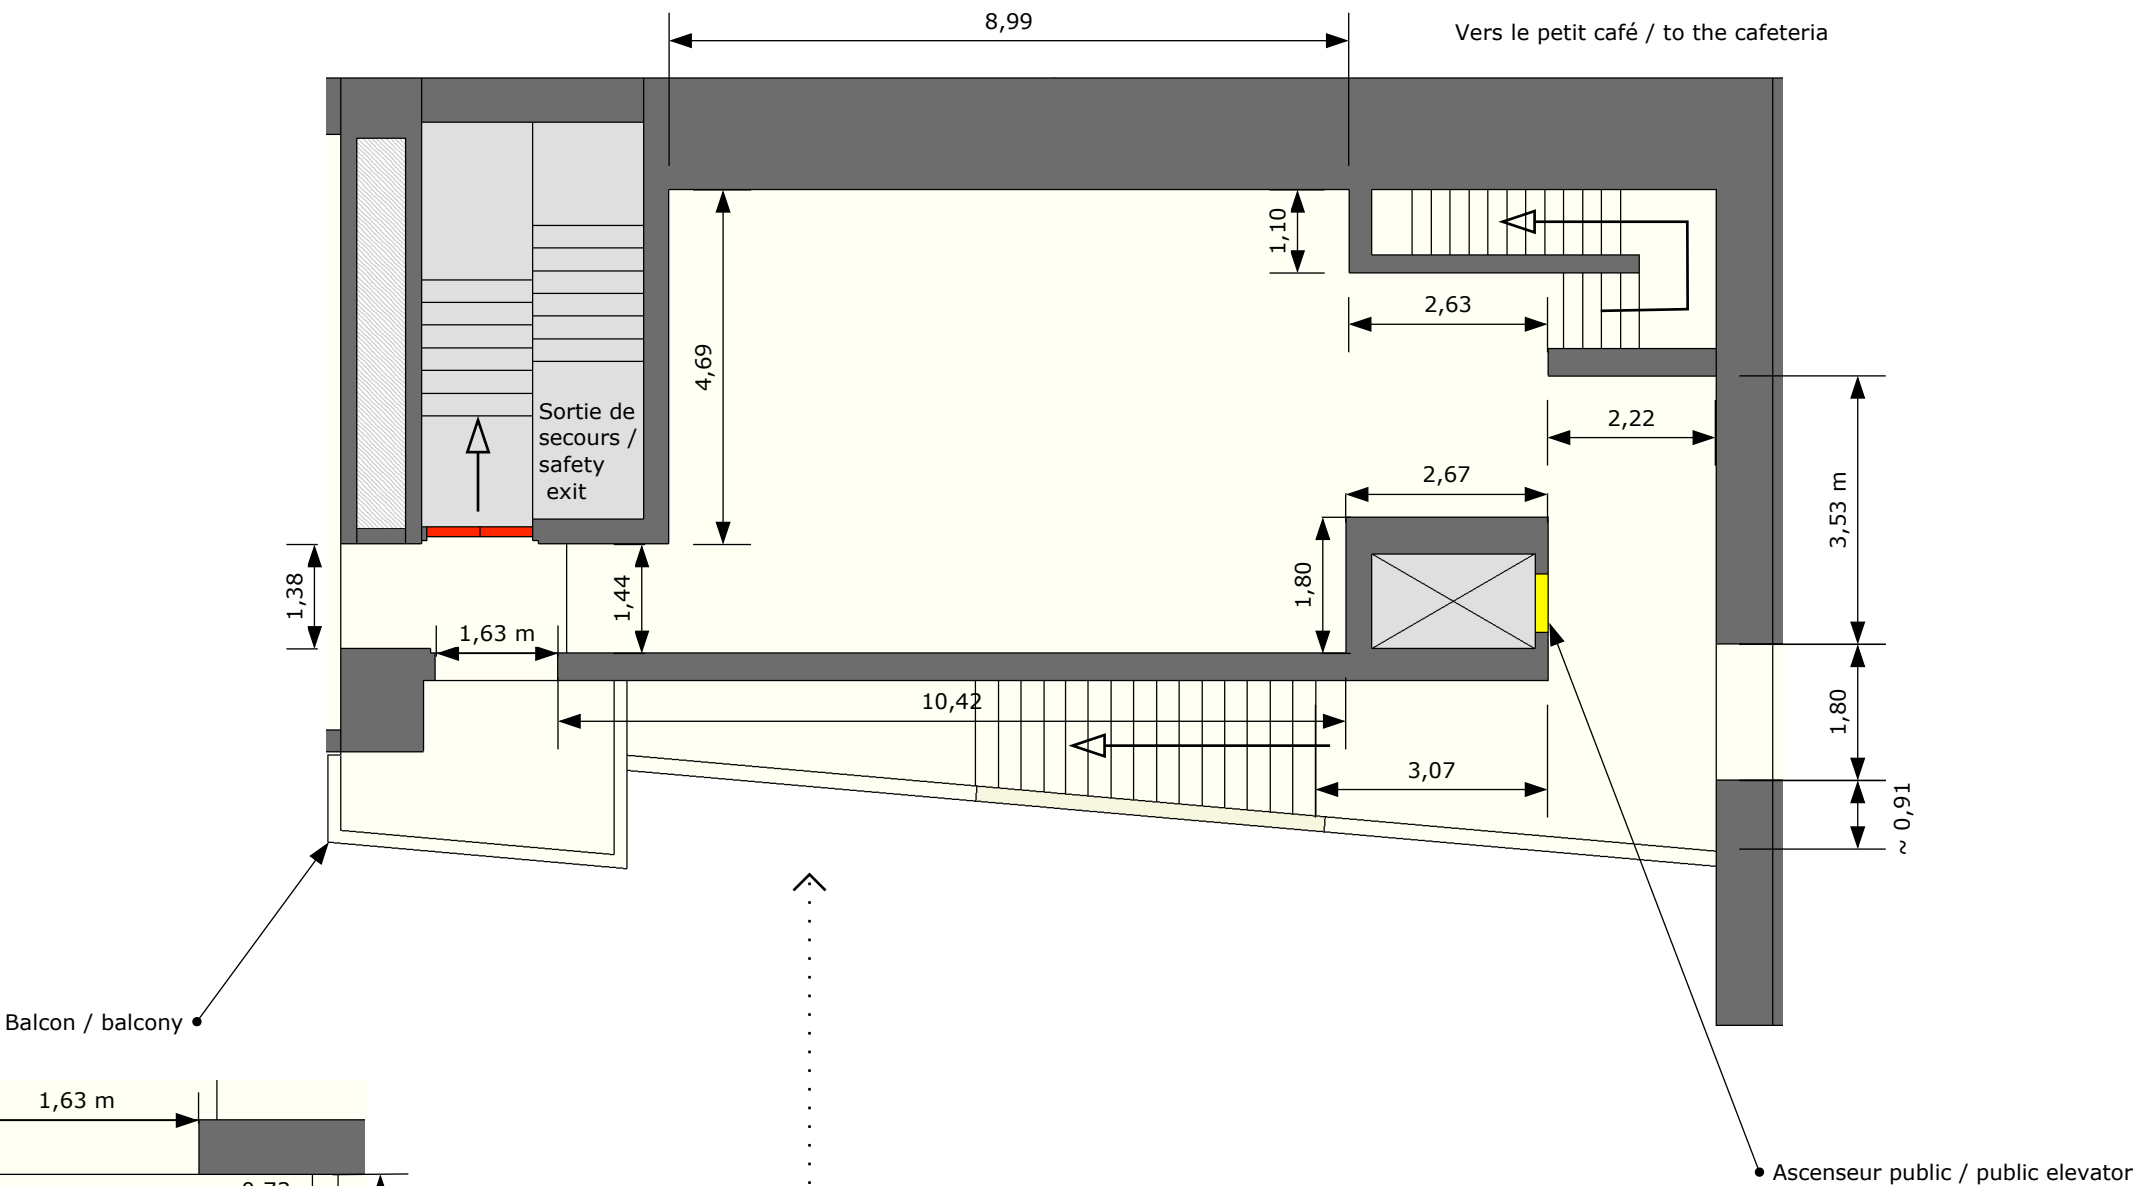 8,99
Vers le petit café / to the cafeteria
1,10
2,63
4,69
Sortie de
secours /
safety
exit
2,22
2,67
3,53 m
1,38
1,44
1,80
1,63 m
10,42
1,80
3,07
~ 0,91
Balcon / balcony
1,63 m
Ascenseur public / public elevator